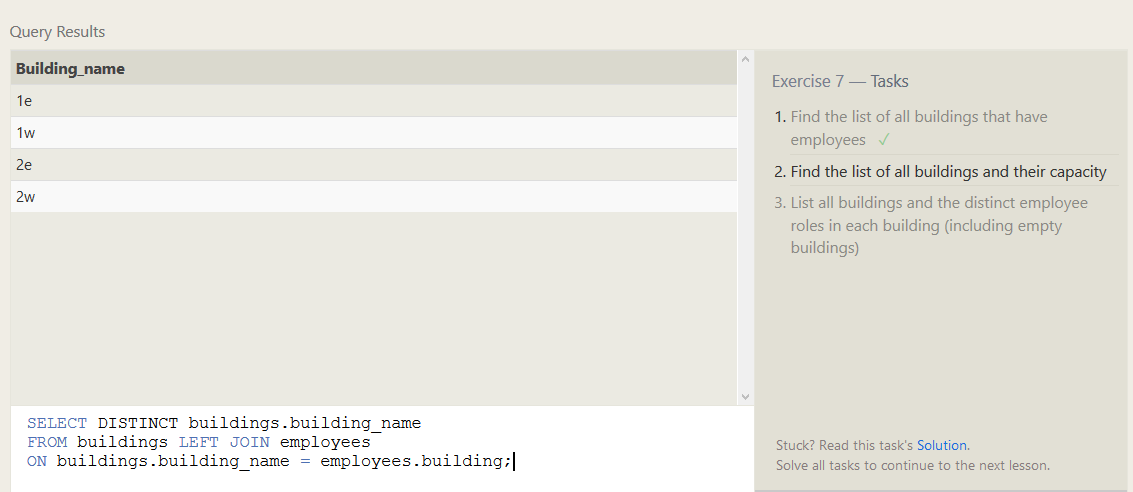 Query Results
Building_name
1e
1w
2e
2w
SELECT DISTINCT buildings.building_name
FROM buildings LEFT JOIN employees
ON buildings.building_name = employees.building;
Exercise 7 — Tasks
1. Find the list of all buildings that have
employees ✓
2. Find the list of all buildings and their capacity
3. List all buildings and the distinct employee
roles in each building (including empty
buildings)
Stuck? Read this task's Solution.
Solve all tasks to continue to the next lesson.